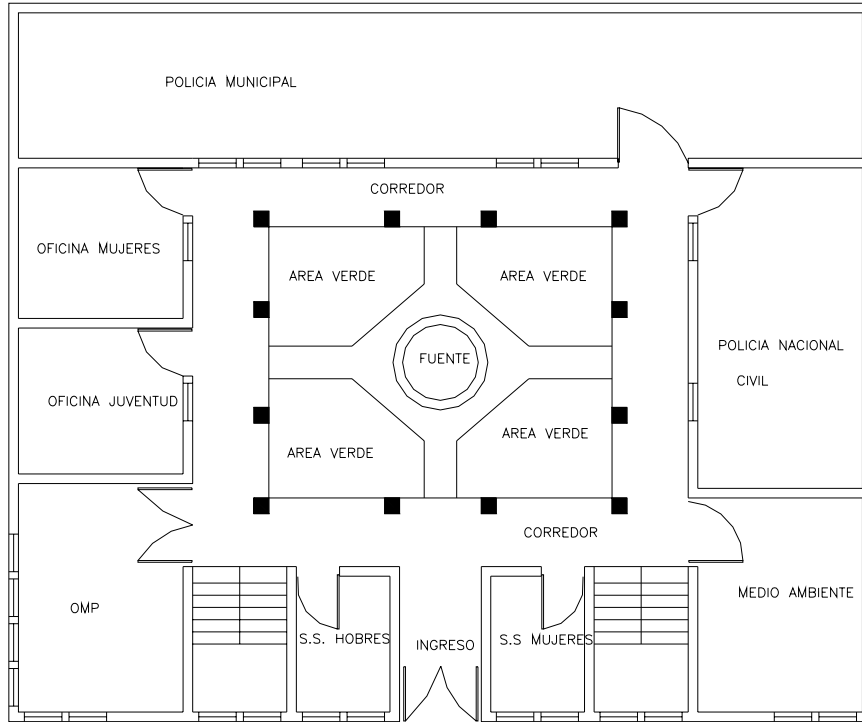 POLICIA MUNICIPAL
CORREDOR
OFICINA MUJERES
AREA VERDE
AREA VERDE
FUENTE
POLICIA NACIONAL
CIVIL
OFICINA JUVENTUD
AREA VERDE
AREA VERDE
CORREDOR
OMP
S.S. HOBRES
INGRESO
S.S MUJERES
MEDIO AMBIENTE